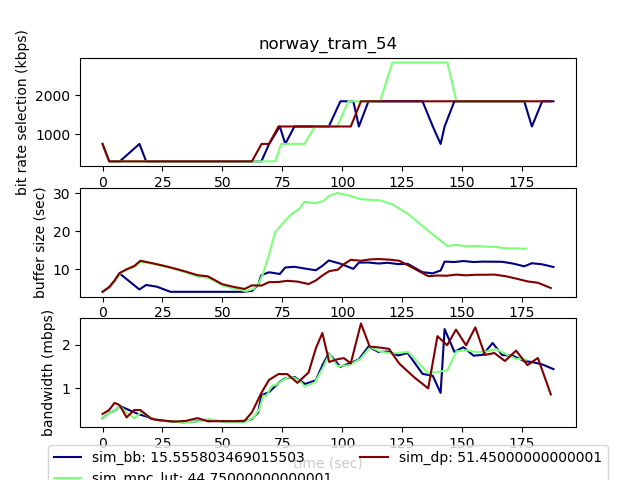 norway_tram_54
bit rate selection (kbps)
2000
1000
0 25 50 75 100 125 150 175
buffer size (sec)
30
20
10
0 25 50 75 100 125 150 175
bandwidth (mbps)
2
1
0 25 50 75 100 125 150 175
time (sec)
sim_bb: 15.555803469015503
sim_dp: 51.45000000000001
sim_mpc_lut: 44.75000000000001